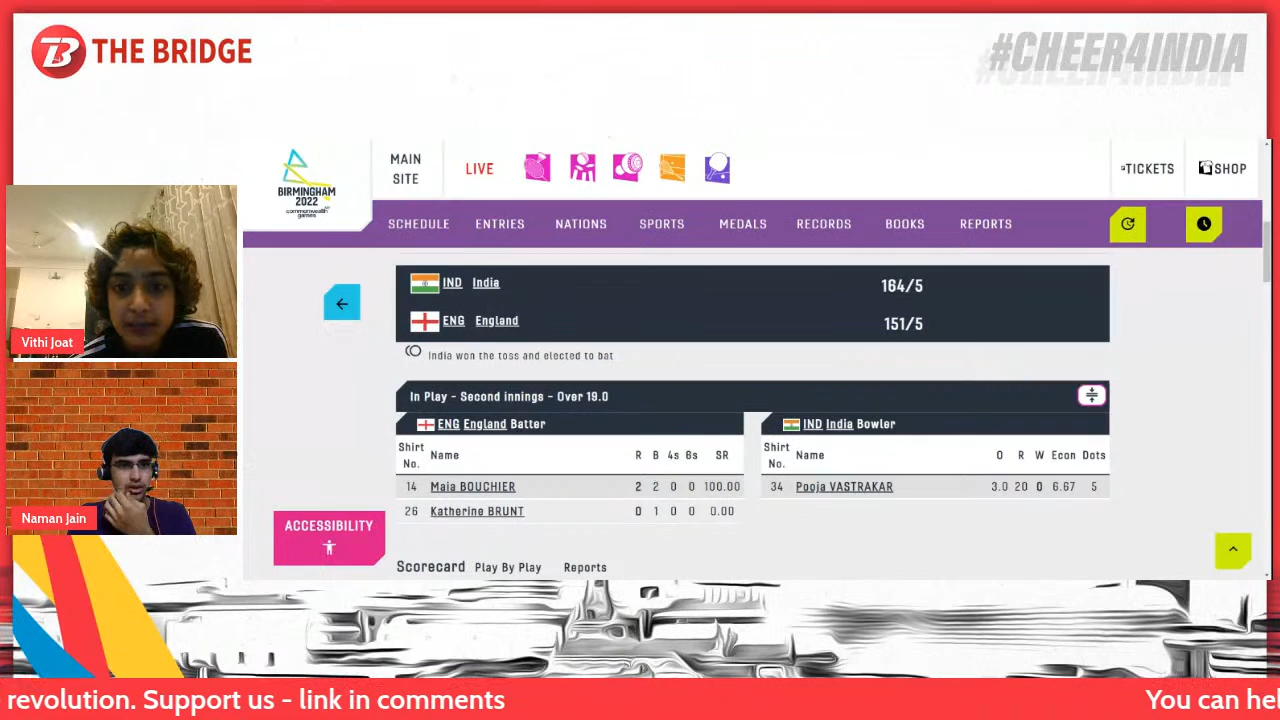 THE BRIDGE
#CHEER4INDIA
BIRMINGHAM
2022
commonwealth
games
MAIN
SITE
LIVE
TICKETS
SHOP
SCHEDULE ENTRIES NATIONS SPORTS MEDALS RECORDS BOOKS REPORTS
IND India 164/5
ENG England 151/5
India won the toss and elected to bat
In Play - Second innings - Over 19.0
ENG England Batter
Shirt No. Name R B 4s 6s SR
14 Maia BOUCHIER 2 2 0 0 100.00
26 Katherine BRUNT 0 1 0 0 0.00
IND India Bowler
Shirt No. Name O R W Econ Dots
34 Pooja VASTRAKAR 3.0 20 0 6.67 5
Vithi Joat
Naman Jain
ACCESSIBILITY
Scorecard Play By Play Reports
revolution. Support us - link in comments
You can hel